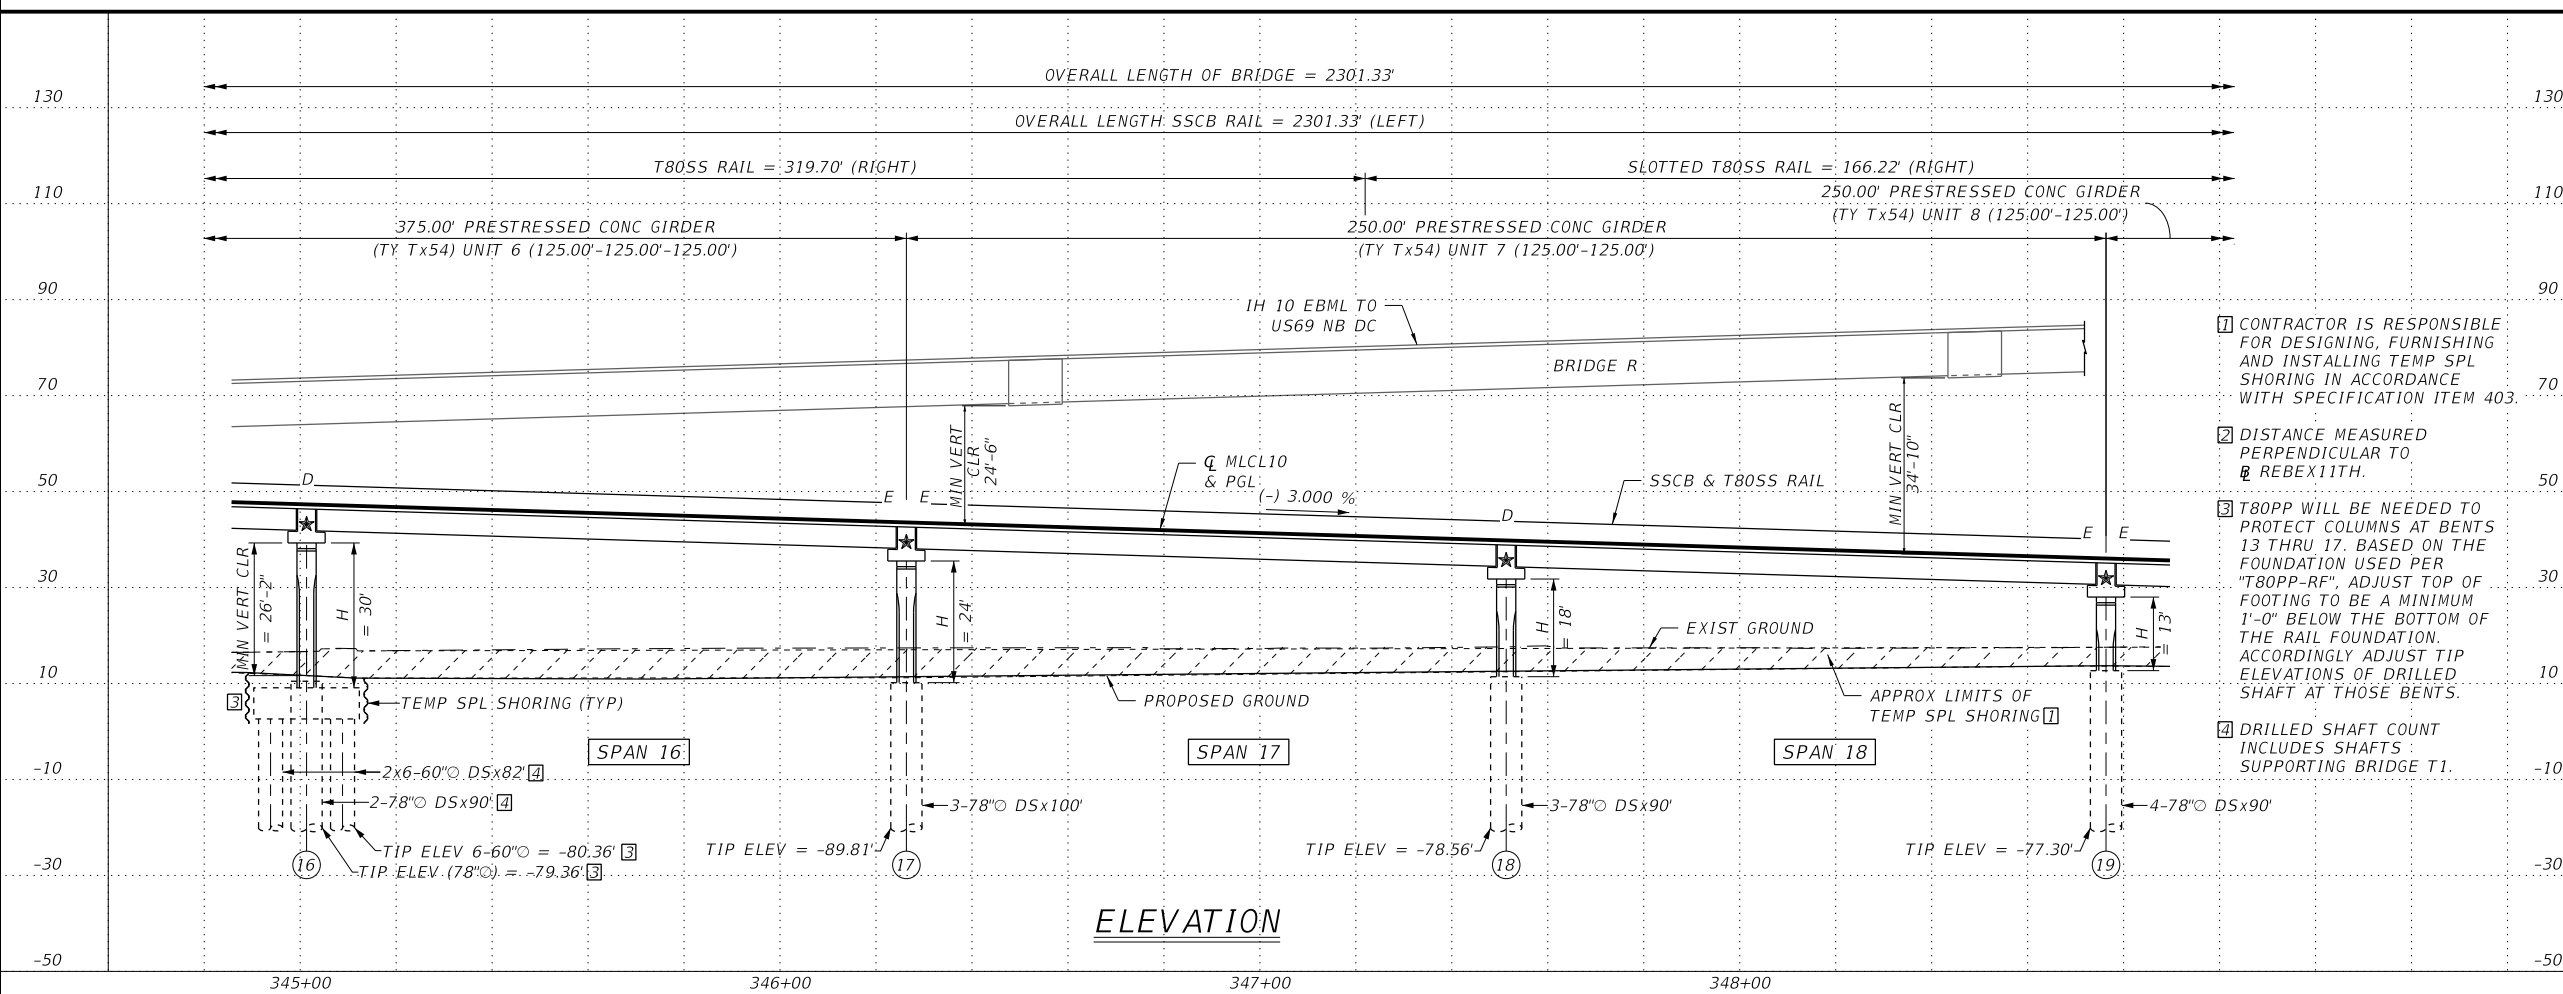 OVERALL LENGTH OF BRIDGE = 2301.33'
130
130
OVERALL LENGTH SSCB RAIL = 2301.33' (LEFT)
T80SS RAIL = 319.70' (RIGHT)
SLOTTED T80SS RAIL = 166.22' (RIGHT)
110
110
250.00' PRESTRESSED CONC GIRDER
(TY Tx54) UNIT 8 (125.00'-125.00')
375.00' PRESTRESSED CONC GIRDER
(TY Tx54) UNIT 6 (125.00'-125.00'-125.00')
250.00' PRESTRESSED CONC GIRDER
(TY Tx54) UNIT 7 (125.00'-125.00')
90
90
IH 10 EBML TO
US69 NB DC
BRIDGE R
70
70
MIN VERT
CLR
24'-6"
MIN VERT CLR
34'-10"
℄ MLCL10
& PGL
(-) 3.000 %
SSCB & T80SS RAIL
50
50
D
E
E
D
E
E
30
30
MIN VERT CLR
= 26'-2"
H
= 30'
H
= 24'
H
= 18'
H
= 13'
EXIST GROUND
10
10
3
TEMP SPL SHORING (TYP)
PROPOSED GROUND
APPROX LIMITS OF
TEMP SPL SHORING 1
SPAN 16
SPAN 17
SPAN 18
-10
-10
2x6-60"∅ DSx82' 4
2-78"∅ DSx90' 4
3-78"∅ DSx100'
3-78"∅ DSx90'
4-78"∅ DSx90'
TIP ELEV 6-60"∅ = -80.36' 3
TIP ELEV (78"∅) = -79.36' 3
TIP ELEV = -89.81'
TIP ELEV = -78.56'
TIP ELEV = -77.30'
-30
-30
16
17
18
19
ELEVATION
-50
-50
345+00
346+00
347+00
348+00
1 CONTRACTOR IS RESPONSIBLE
FOR DESIGNING, FURNISHING
AND INSTALLING TEMP SPL
SHORING IN ACCORDANCE
WITH SPECIFICATION ITEM 403.
2 DISTANCE MEASURED
PERPENDICULAR TO
REBEX11TH.
3 T80PP WILL BE NEEDED TO
PROTECT COLUMNS AT BENTS
13 THRU 17. BASED ON THE
FOUNDATION USED PER
"T80PP-RF", ADJUST TOP OF
FOOTING TO BE A MINIMUM
1'-0" BELOW THE BOTTOM OF
THE RAIL FOUNDATION.
ACCORDINGLY ADJUST TIP
ELEVATIONS OF DRILLED
SHAFT AT THOSE BENTS.
4 DRILLED SHAFT COUNT
INCLUDES SHAFTS
SUPPORTING BRIDGE T1.